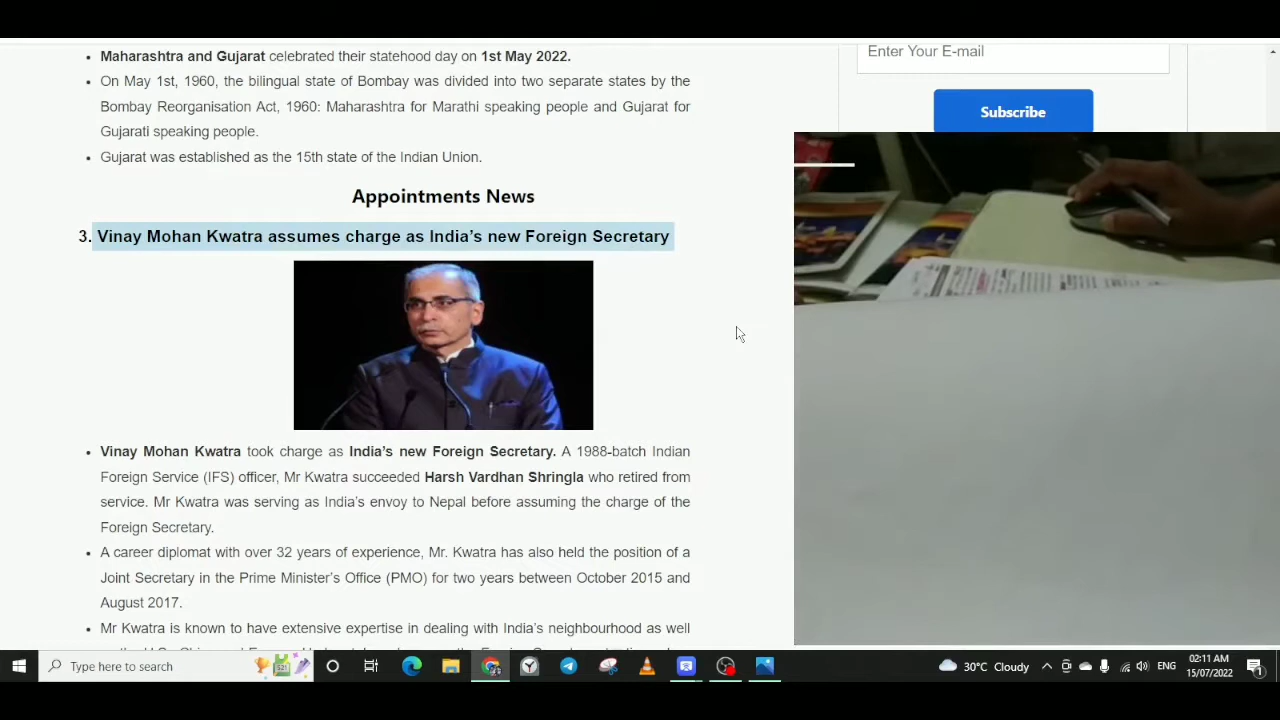 Maharashtra and Gujarat celebrated their statehood day on 1st May 2022.
On May 1st, 1960, the bilingual state of Bombay was divided into two separate states by the
Bombay Reorganisation Act, 1960: Maharashtra for Marathi speaking people and Gujarat for
Gujarati speaking people.
Gujarat was established as the 15th state of the Indian Union.
Appointments News
3. Vinay Mohan Kwatra assumes charge as India's new Foreign Secretary
Vinay Mohan Kwatra took charge as India's new Foreign Secretary. A 1988-batch Indian
Foreign Service (IFS) officer, Mr Kwatra succeeded Harsh Vardhan Shringla who retired from
service. Mr Kwatra was serving as India's envoy to Nepal before assuming the charge of the
Foreign Secretary.
A career diplomat with over 32 years of experience, Mr. Kwatra has also held the position of a
Joint Secretary in the Prime Minister's Office (PMO) for two years between October 2015 and
August 2017.
Mr Kwatra is known to have extensive expertise in dealing with India's neighbourhood as well
Enter Your E-mail
Subscribe
Type here to search
30°C Cloudy
ENG
02:11 AM
15/07/2022
1